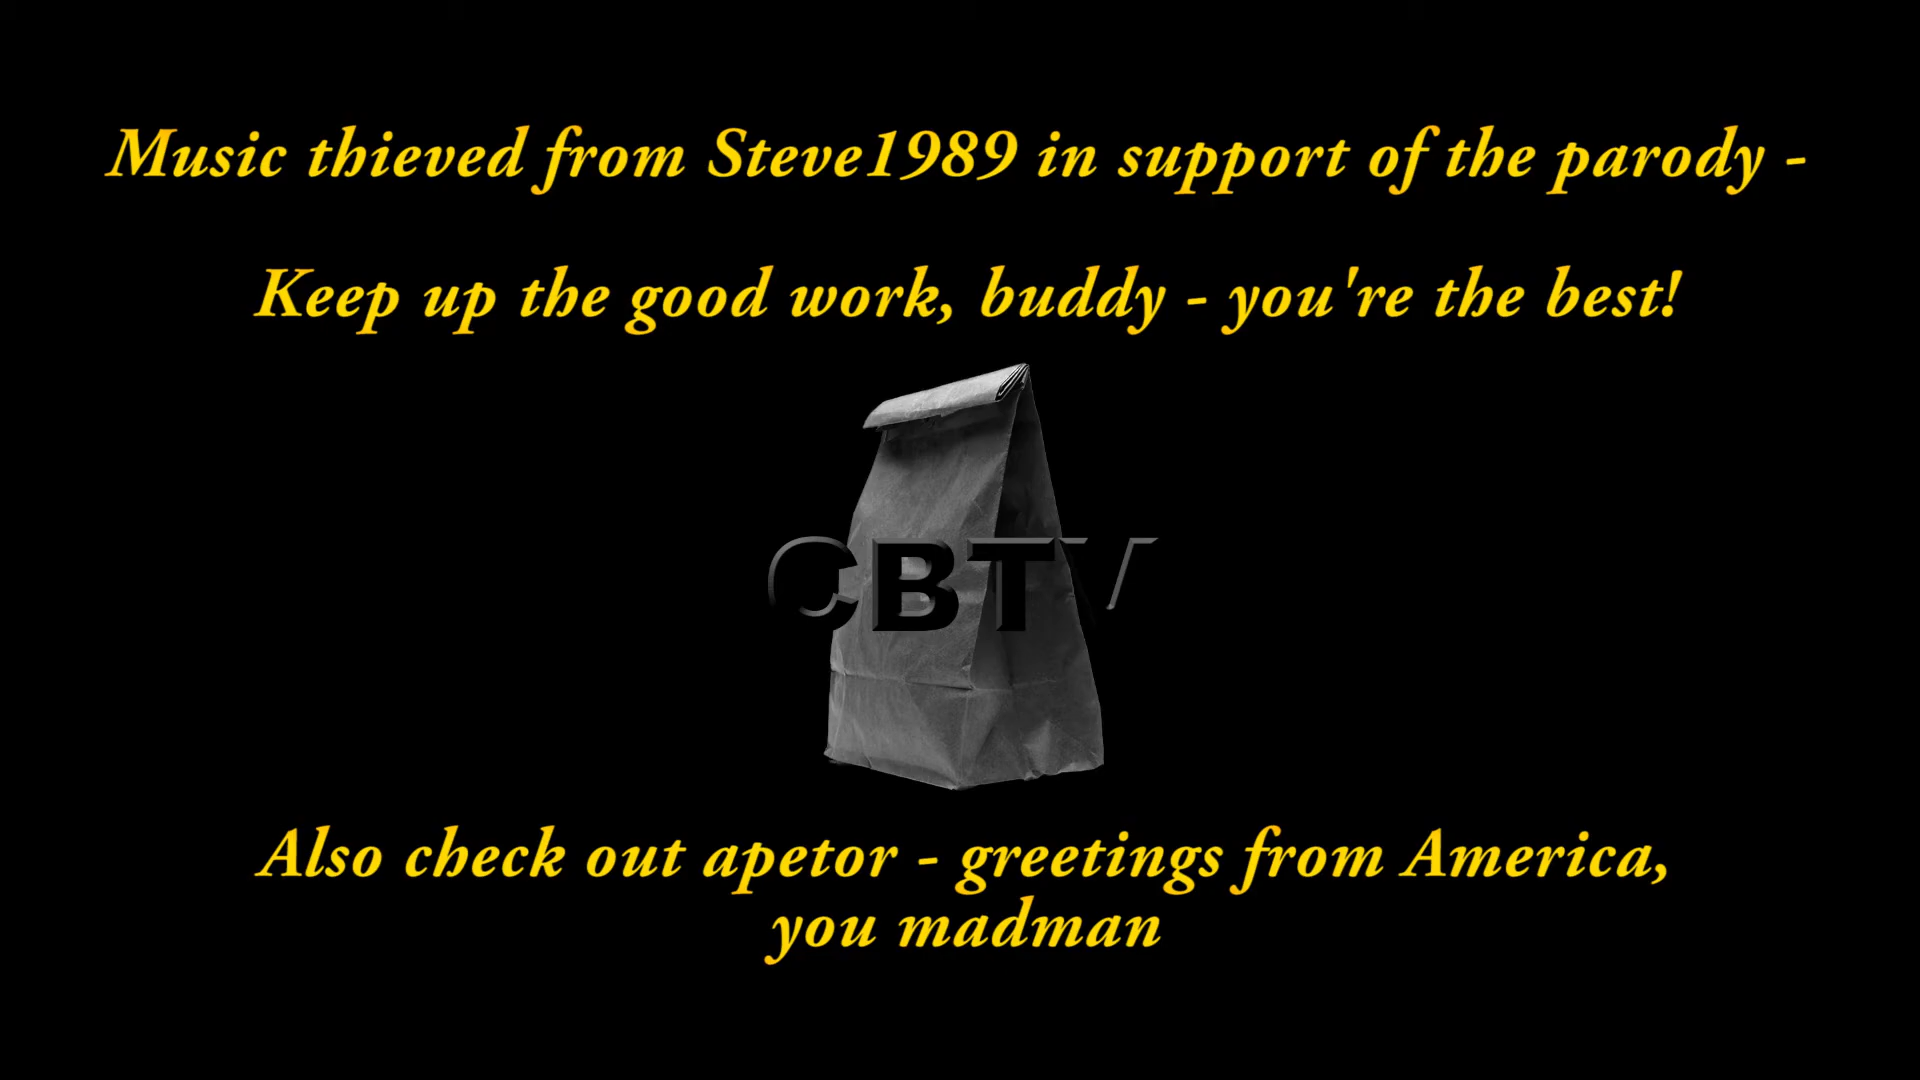 Music thieved from Steve1989 in support of the parody -
Keep up the good work, buddy - you're the best!
CBTV
Also check out apetor - greetings from America,
you madman